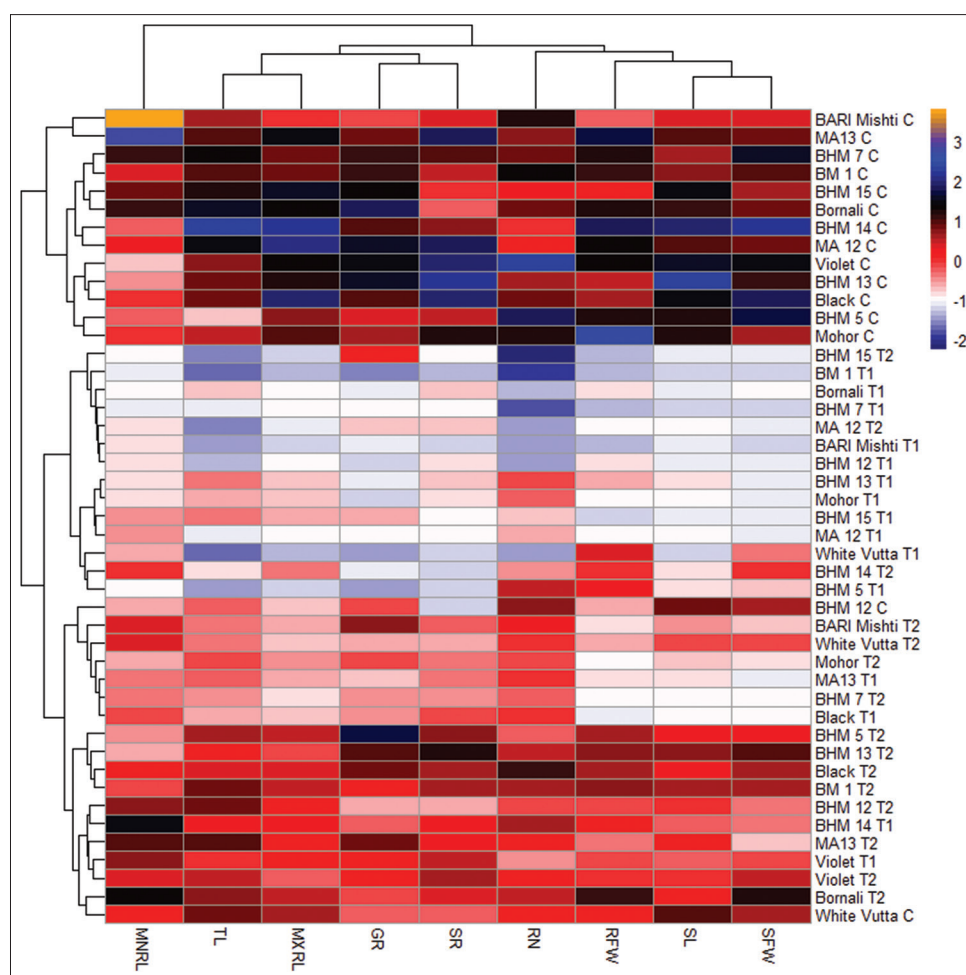 BARI Mishti C
MA13 C
BHM 7 C
BM 1 C
BHM 15 C
Bornali C
BHM 14 C
MA 12 C
Violet C
BHM 13 C
Black C
BHM 5 C
Mohor C
BHM 15 T2
BM 1 T1
Bornali T1
BHM 7 T1
MA 12 T2
BARI Mishti T1
BHM 12 T1
BHM 13 T1
Mohor T1
BHM 15 T1
MA 12 T1
White Vutta T1
BHM 14 T2
BHM 5 T1
BHM 12 C
BARI Mishti T2
White Vutta T2
Mohor T2
MA13 T1
BHM 7 T2
Black T1
BHM 5 T2
BHM 13 T2
Black T2
BM 1 T2
BHM 12 T2
BHM 14 T1
MA13 T2
Violet T1
Violet T2
Bornali T2
White Vutta C
3
2
1
0
-1
-2
MNRL
TL
MXRL
GR
SR
RN
RFW
SL
SFW